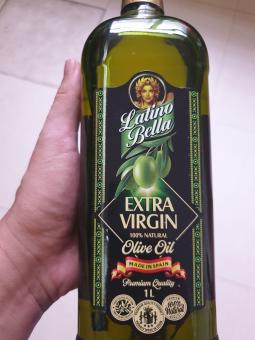 Latino
Bella
EXTRA
VIRGIN
100% NATURAL
Olive Oil
MADE IN SPAIN
Premium Quality
1L